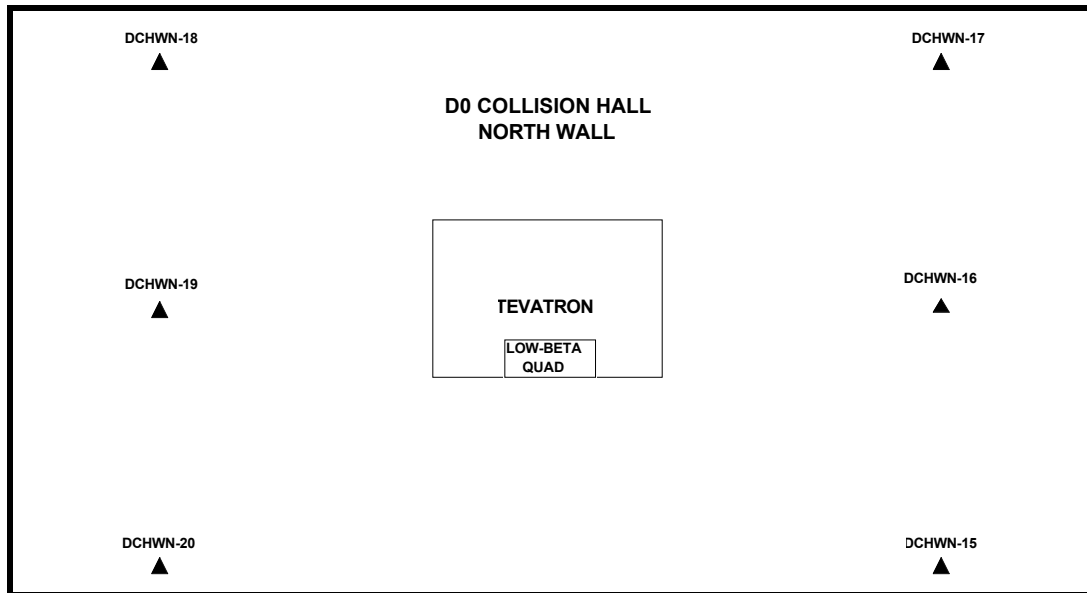 DCHWN-18
DCHWN-17
D0 COLLISION HALL
NORTH WALL
DCHWN-19
DCHWN-16
TEVATRON
LOW-BETA
QUAD
DCHWN-20
DCHWN-15